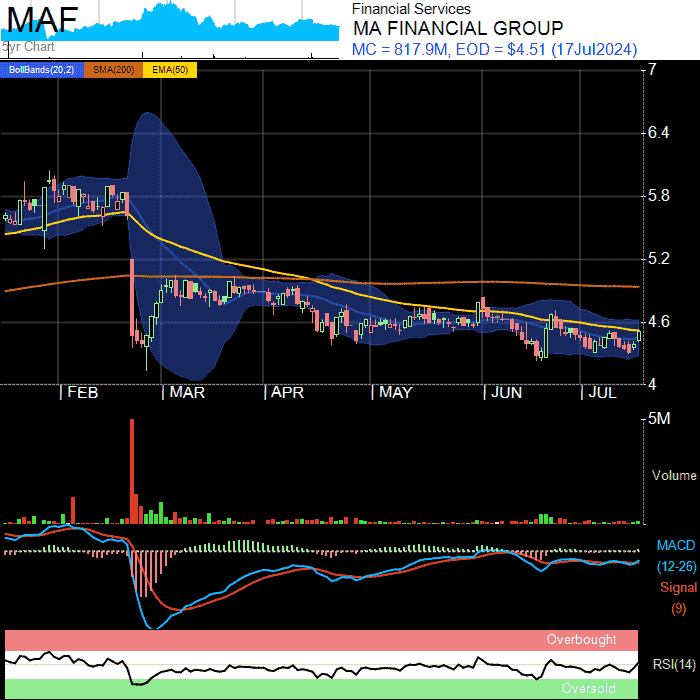 MAF
5yr Chart
Financial Services
MA FINANCIAL GROUP
MC = 817.9M, EOD = $4.51 (17Jul2024)
BollBands(20,2) SMA(200) EMA(50)
7
6.4
5.8
5.2
4.6
4
FEB MAR APR MAY JUN JUL
5M
Volume
MACD
(12-26)
Signal
(9)
Overbought
RSI(14)
Oversold